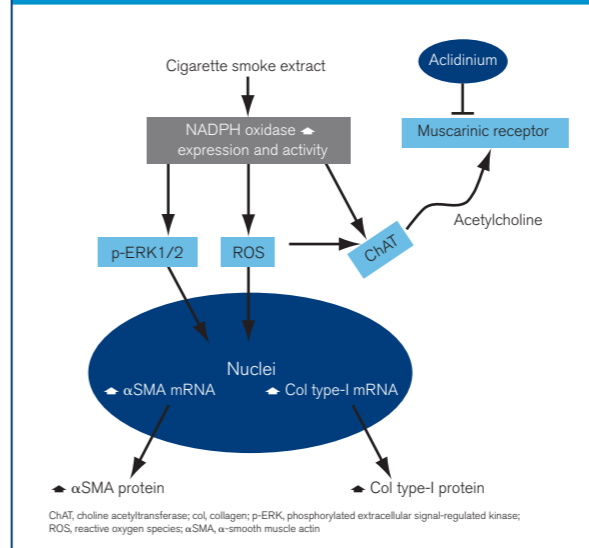 Cigarette smoke extract
Aclidinium
NADPH oxidase 🡅
expression and activity
Muscarinic receptor
Acetylcholine
p-ERK1/2
ROS
ChAT
Nuclei
🡅 αSMA mRNA
🡅 Col type-I mRNA
🡅 αSMA protein
🡅 Col type-I protein
ChAT, choline acetyltransferase; col, collagen; p-ERK, phosphorylated extracellular signal-regulated kinase;
ROS, reactive oxygen species; αSMA, α-smooth muscle actin